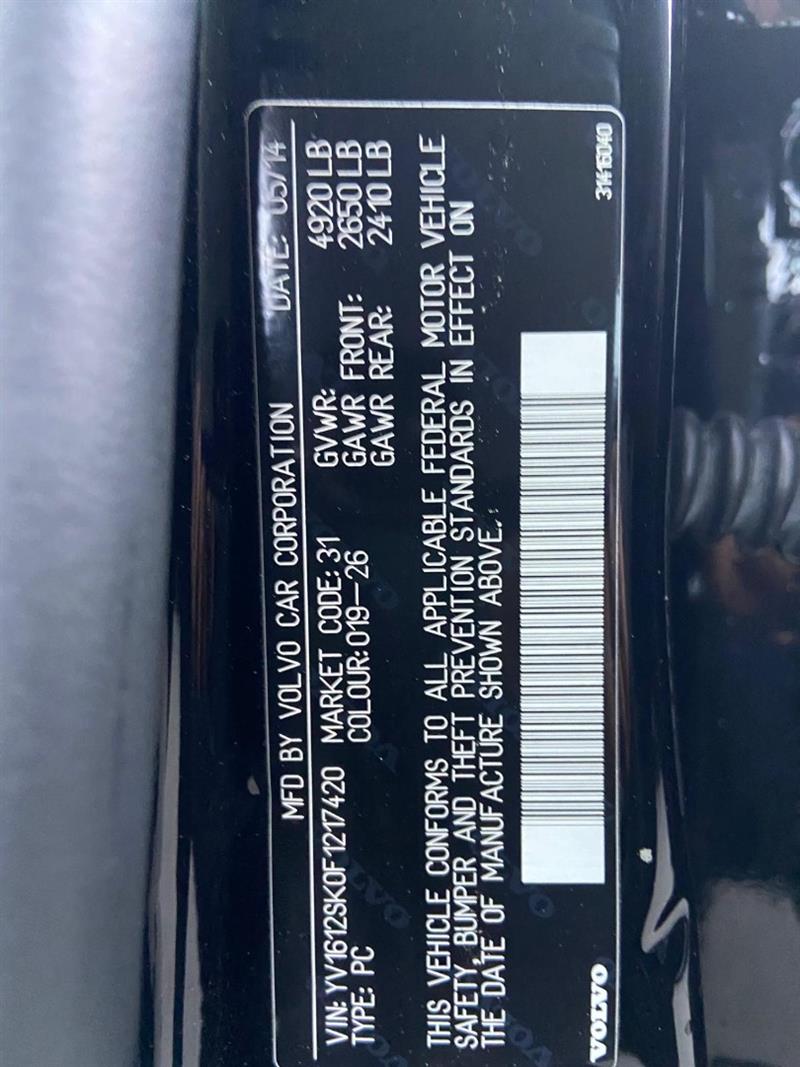 MFD BY VOLVO CAR CORPORATION DATE: 05/14
VIN: YV1612SK0F1217420 MARKET CODE: 31 GVWR: 4920 LB
TYPE: PC COLOUR: 019-26 GAWR FRONT: 2650 LB
GAWR REAR: 2410 LB
THIS VEHICLE CONFORMS TO ALL APPLICABLE FEDERAL MOTOR VEHICLE
SAFETY, BUMPER AND THEFT PREVENTION STANDARDS IN EFFECT ON
THE DATE OF MANUFACTURE SHOWN ABOVE.
VOLVO 31416040